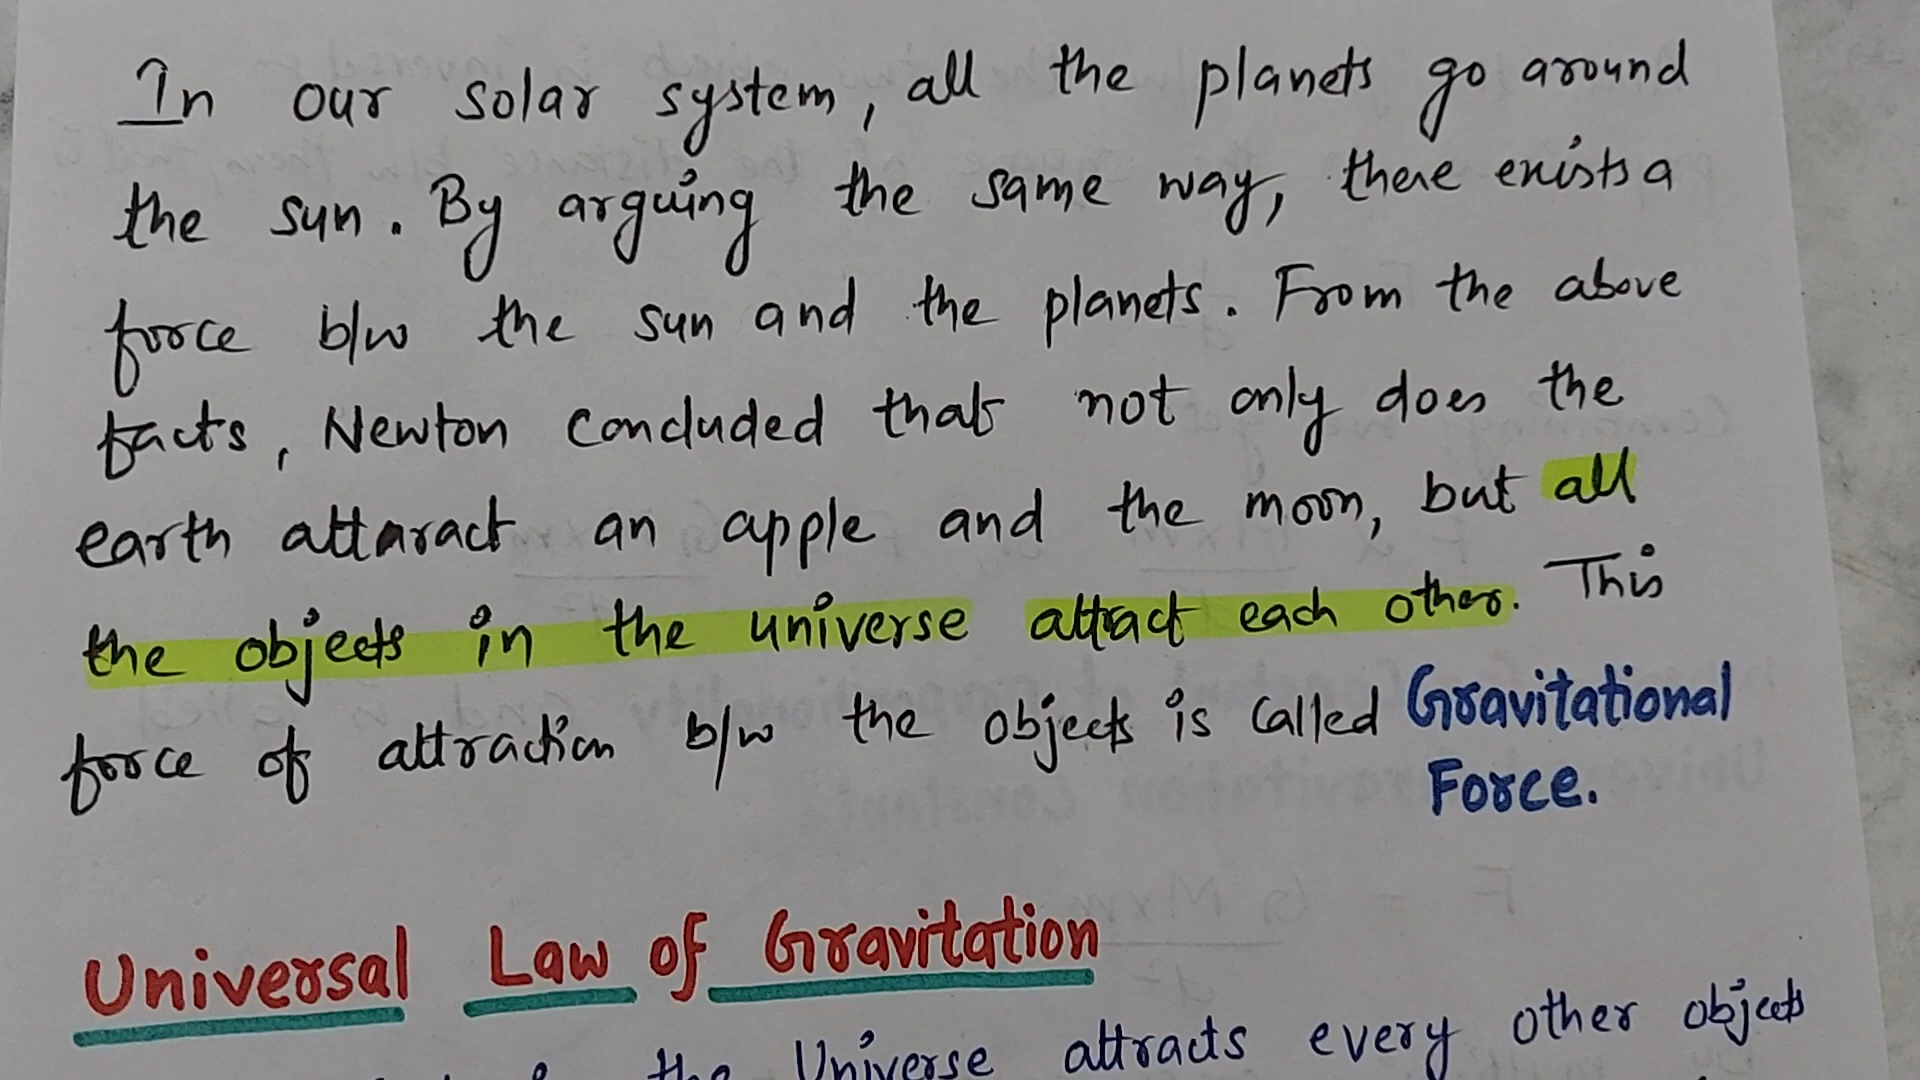 In our solar system, all the planets go around
the sun. By arguing the same way, there exists a
force b/w the sun and the planets. From the above
facts, Newton concluded that not only does the
earth attaract an apple and the moon, but all
the objects in the universe attract each other. This
force of attraction b/w the objects is called Gravitational
Force.
Universal Law of Gravitation
the Universe attracts every other objects